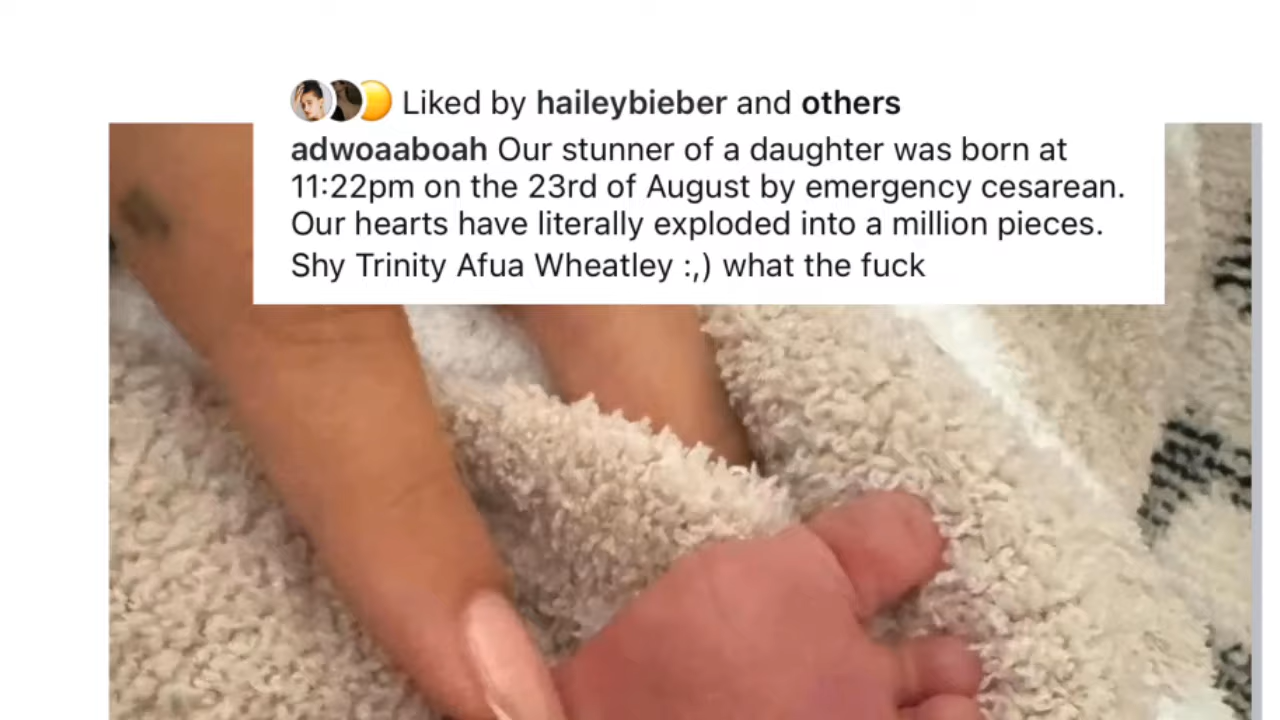 Liked by haileybieber and others
adwoaaboah Our stunner of a daughter was born at
11:22pm on the 23rd of August by emergency cesarean.
Our hearts have literally exploded into a million pieces.
Shy Trinity Afua Wheatley :,) what the fuck